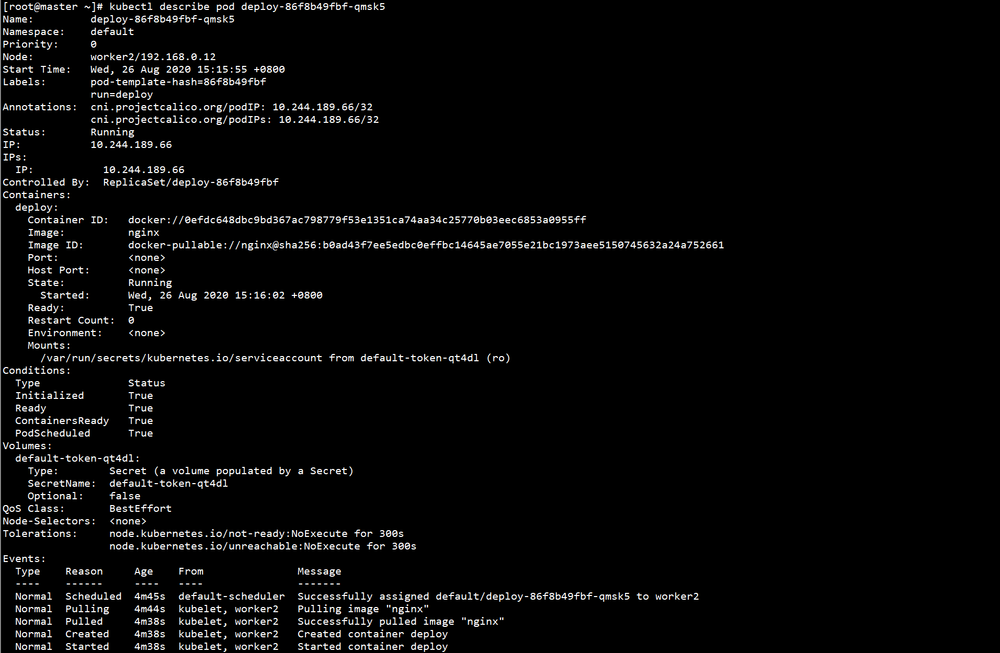 [root@master ~]# kubectl describe pod deploy-86f8b49fbf-qmsk5
Name:         deploy-86f8b49fbf-qmsk5
Namespace:    default
Priority:     0
Node:         worker2/192.168.0.12
Start Time:   Wed, 26 Aug 2020 15:15:55 +0800
Labels:       pod-template-hash=86f8b49fbf
              run=deploy
Annotations:  cni.projectcalico.org/podIP: 10.244.189.66/32
              cni.projectcalico.org/podIPs: 10.244.189.66/32
Status:       Running
IP:           10.244.189.66
IPs:
  IP:           10.244.189.66
Controlled By:  ReplicaSet/deploy-86f8b49fbf
Containers:
  deploy:
    Container ID:   docker://0efdc648dbc9bd367ac798779f53e1351ca74aa34c25770b03eec6853a0955ff
    Image:          nginx
    Image ID:       docker-pullable://nginx@sha256:b0ad43f7ee5edbc0effbc14645ae7055e21bc1973aee5150745632a24a752661
    Port:           <none>
    Host Port:      <none>
    State:          Running
      Started:      Wed, 26 Aug 2020 15:16:02 +0800
    Ready:          True
    Restart Count:  0
    Environment:    <none>
    Mounts:
      /var/run/secrets/kubernetes.io/serviceaccount from default-token-qt4dl (ro)
Conditions:
  Type              Status
  Initialized       True
  Ready             True
  ContainersReady   True
  PodScheduled      True
Volumes:
  default-token-qt4dl:
    Type:        Secret (a volume populated by a Secret)
    SecretName:  default-token-qt4dl
    Optional:    false
QoS Class:       BestEffort
Node-Selectors:  <none>
Tolerations:     node.kubernetes.io/not-ready:NoExecute for 300s
                 node.kubernetes.io/unreachable:NoExecute for 300s
Events:
  Type    Reason     Age    From               Message
  ----    ------     ----   ----               -------
  Normal  Scheduled  4m45s  default-scheduler  Successfully assigned default/deploy-86f8b49fbf-qmsk5 to worker2
  Normal  Pulling    4m44s  kubelet, worker2   Pulling image "nginx"
  Normal  Pulled     4m38s  kubelet, worker2   Successfully pulled image "nginx"
  Normal  Created    4m38s  kubelet, worker2   Created container deploy
  Normal  Started    4m38s  kubelet, worker2   Started container deploy